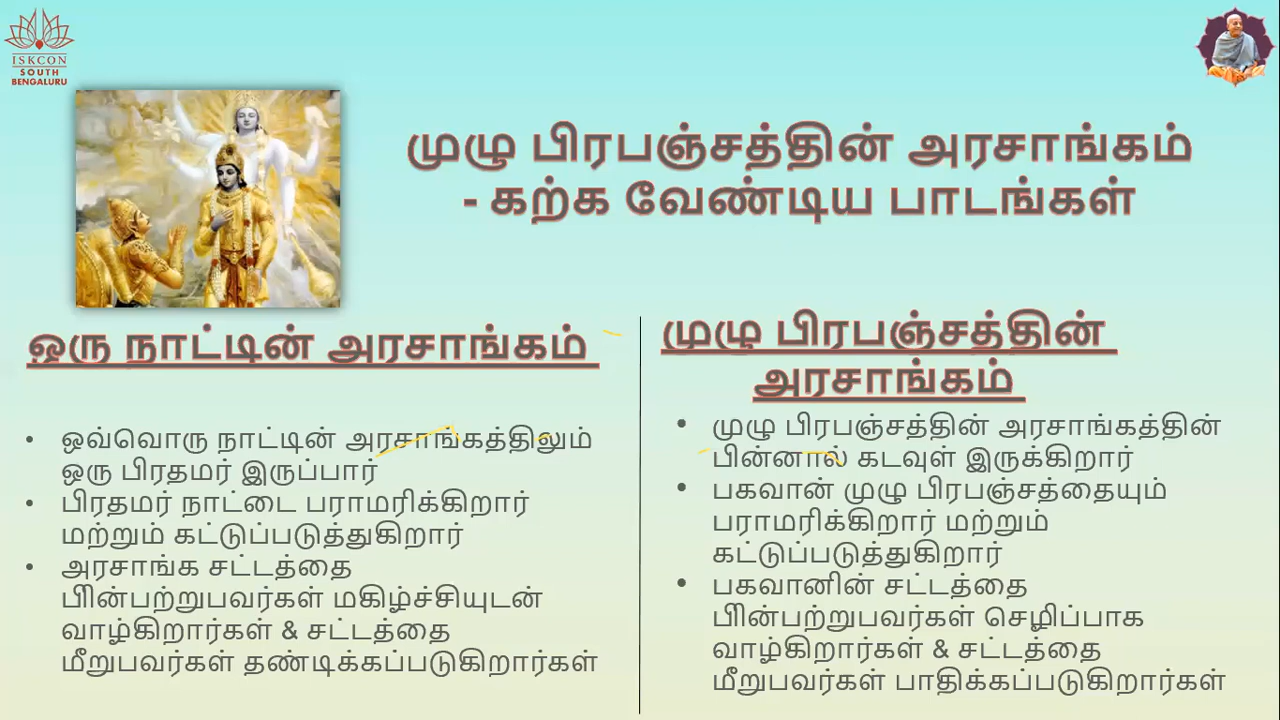 ISKCON
SOUTH
BENGALURU
முழு பிரபஞ்சத்தின் அரசாங்கம்
- கற்க வேண்டிய பாடங்கள்
ஒரு நாட்டின் அரசாங்கம்
• ஒவ்வொரு நாட்டின் அரசாங்கத்திலும்
ஒரு பிரதமர் இருப்பார்
• பிரதமர் நாட்டை பராமரிக்கிறார்
மற்றும் கட்டுப்படுத்துகிறார்
• அரசாங்க சட்டத்தை
பின்பற்றுபவர்கள் மகிழ்ச்சியுடன்
வாழ்கிறார்கள் & சட்டத்தை
மீறுபவர்கள் தண்டிக்கப்படுகிறார்கள்
முழு பிரபஞ்சத்தின்
அரசாங்கம்
• முழு பிரபஞ்சத்தின் அரசாங்கத்தின்
பின்னால் கடவுள் இருக்கிறார்
• பகவான் முழு பிரபஞ்சத்தையும்
பராமரிக்கிறார் மற்றும்
கட்டுப்படுத்துகிறார்
• பகவானின் சட்டத்தை
பின்பற்றுபவர்கள் செழிப்பாக
வாழ்கிறார்கள் & சட்டத்தை
மீறுபவர்கள் பாதிக்கப்படுகிறார்கள்